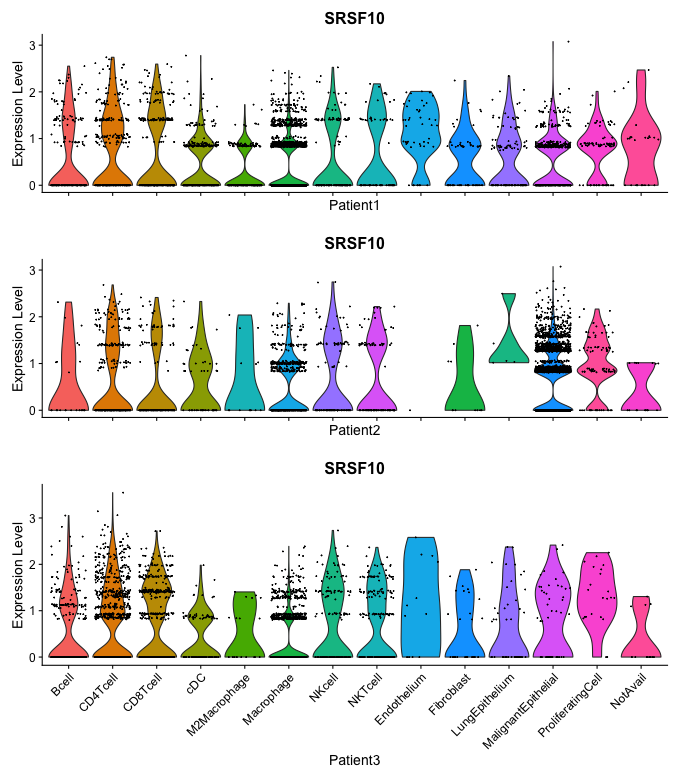 SRSF10
Expression Level
3
2
1
0
Patient1
SRSF10
Expression Level
3
2
1
0
Patient2
SRSF10
Expression Level
3
2
1
0
Bcell
CD4Tcell
CD8Tcell
cDC
M2Macrophage
Macrophage
NKcell
NKTcell
Endothelium
Fibroblast
LungEpithelium
MalignantEpithelial
ProliferatingCell
NotAvail
Patient3